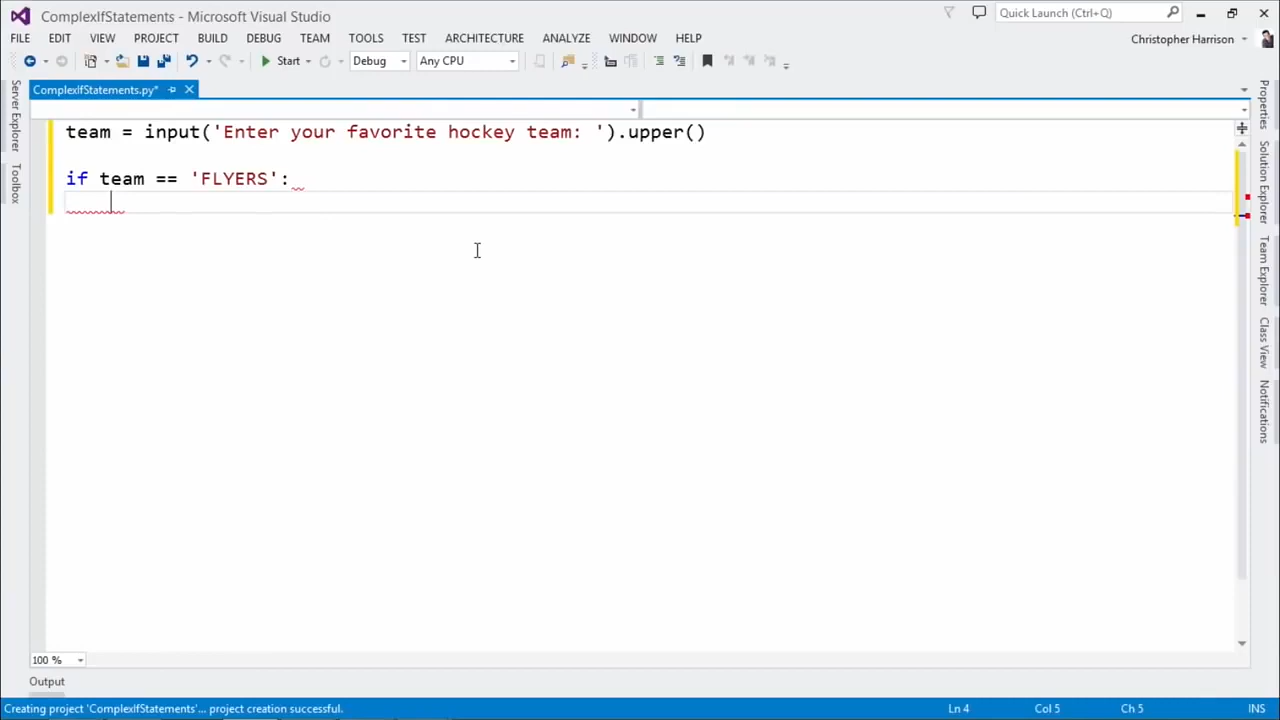 ComplexIfStatements - Microsoft Visual Studio
Quick Launch (Ctrl+Q)
FILE EDIT VIEW PROJECT BUILD DEBUG TEAM TOOLS TEST ARCHITECTURE ANALYZE WINDOW HELP
Christopher Harrison
Start Debug Any CPU
ComplexIfStatements.py*
Server Explorer
Toolbox
team = input('Enter your favorite hockey team: ').upper()
if team == 'FLYERS':
Properties
Solution Explorer
Team Explorer
Class View
Notifications
100 %
Output
Creating project 'ComplexIfStatements'... project creation successful.
Ln 4 Col 5 Ch 5 INS